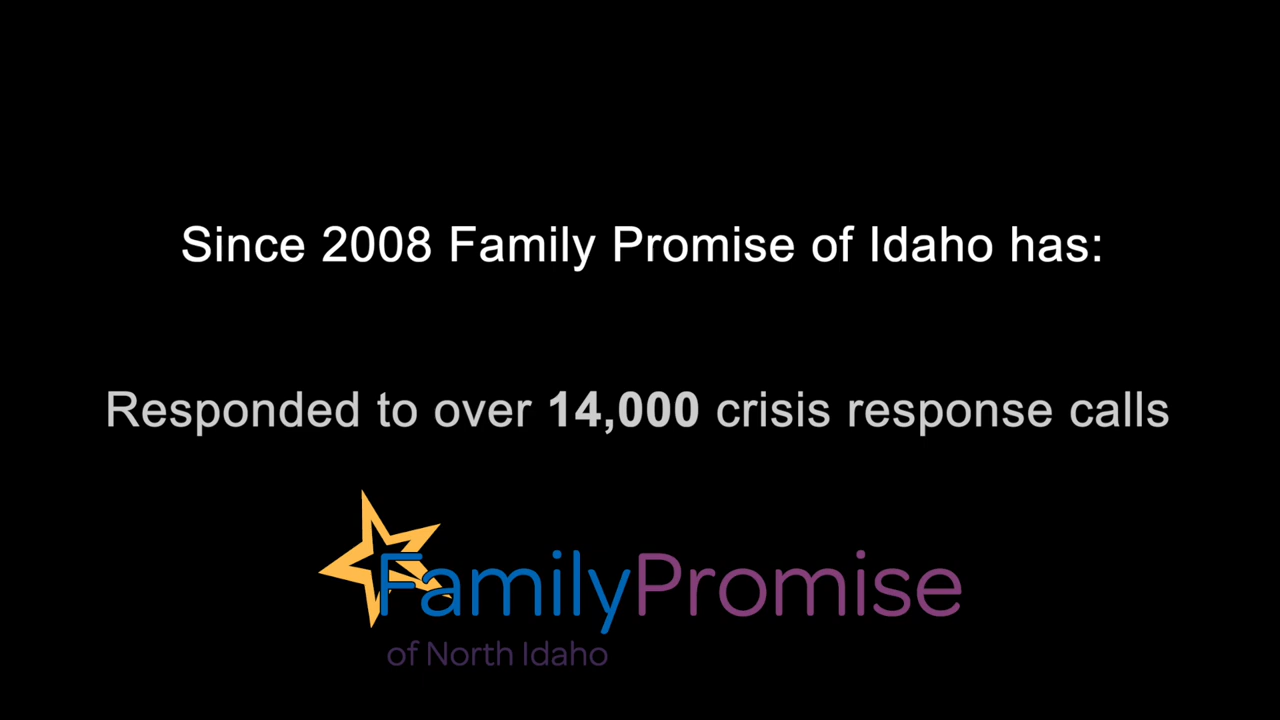 Since 2008 Family Promise of Idaho has:
Responded to over 14,000 crisis response calls
FamilyPromise
of North Idaho